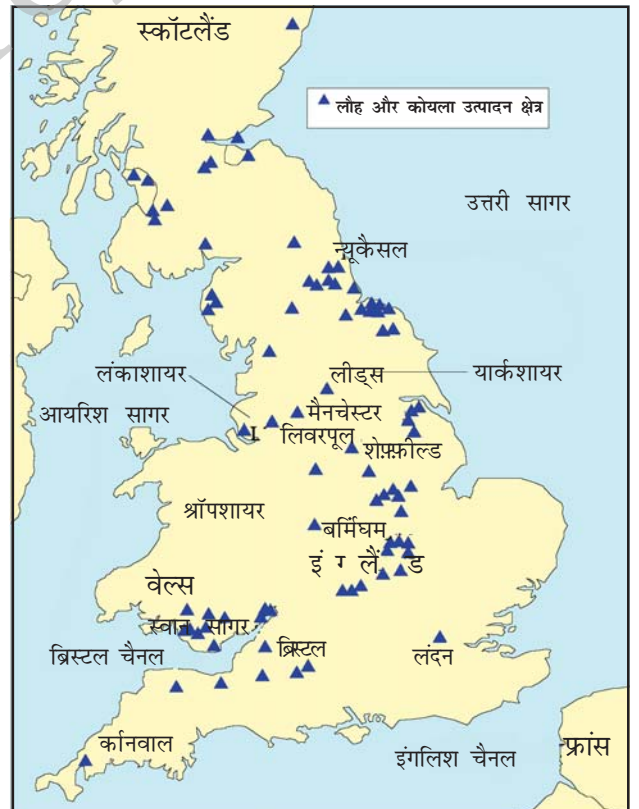 स्कॉटलैंड
लौह और कोयला उत्पादन क्षेत्र
उत्तरी सागर
न्यूकैसल
लंकाशायर
लीड्स
यार्कशायर
आयरिश सागर
मैनचेस्टर
लिवरपूल
शेफ़्फ़ील्ड
श्रॉपशायर
बर्मिंघम
इंग्लैंड
वेल्स
स्वान सागर
ब्रिस्टल चैनल
ब्रिस्टल
लंदन
कॉर्नवाल
इंगलिश चैनल
फ्रांस